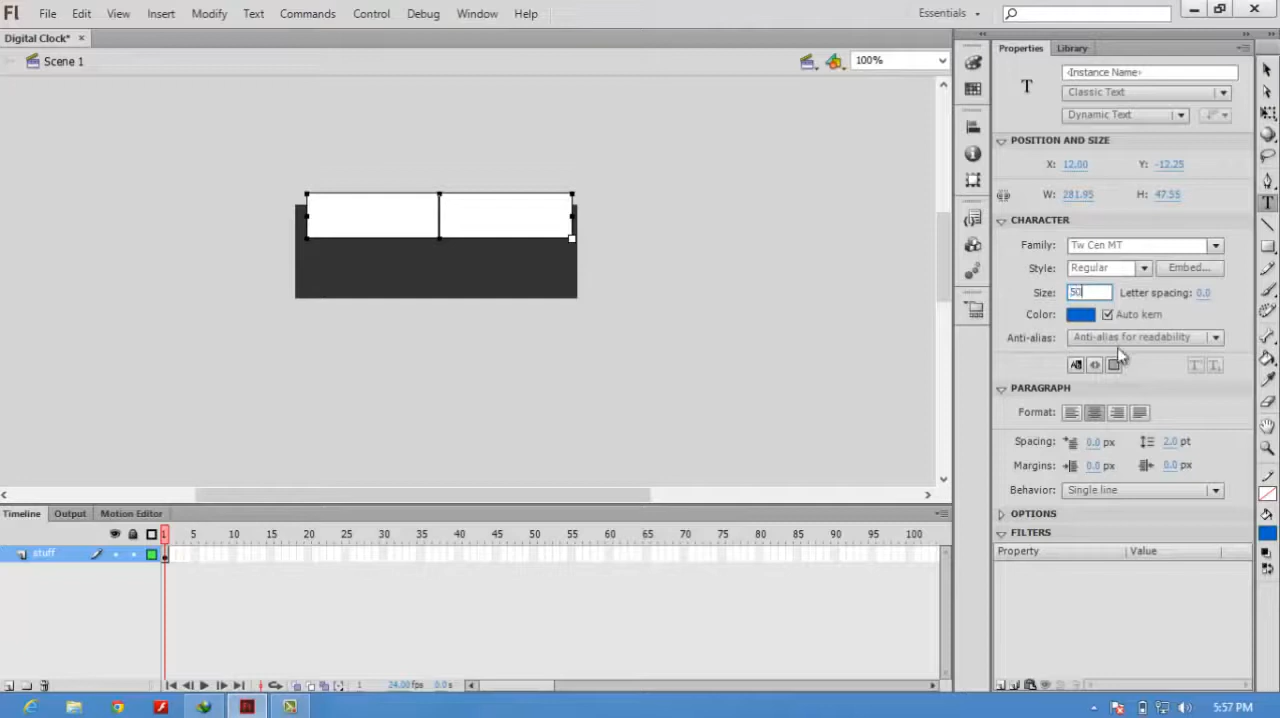 Fl File Edit View Insert Modify Text Commands Control Debug Window Help Essentials
Digital Clock* × Properties Library
Scene 1 100%
<Instance Name>
T Classic Text
Dynamic Text
POSITION AND SIZE
X: 12.00 Y: -12.25
W: 281.95 H: 47.55
CHARACTER
Family: Tw Cen MT
Style: Regular Embed...
Size: 50 Letter spacing: 0.0
Color: Auto kern
Anti-alias: Anti-alias for readability
PARAGRAPH
Format:
Spacing: 0.0 px 2.0 pt
Margins: 0.0 px 0.0 px
Behavior: Single line
OPTIONS
FILTERS
Property Value
Timeline Output Motion Editor
1 5 10 15 20 25 30 35 40 45 50 55 60 65 70 75 80 85 90 95 100
stuff
1 24.00fps 0.0s
5:57 PM